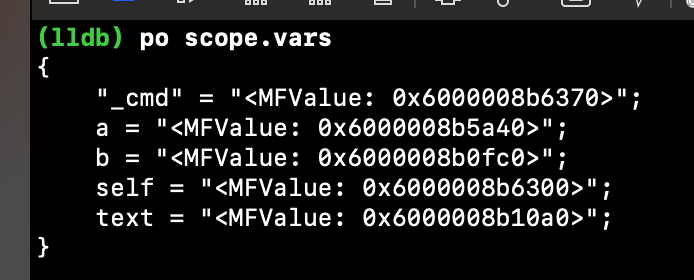 (lldb) po scope.vars
{
    "_cmd" = "<MFValue: 0x6000008b6370>";
    a = "<MFValue: 0x6000008b5a40>";
    b = "<MFValue: 0x6000008b0fc0>";
    self = "<MFValue: 0x6000008b6300>";
    text = "<MFValue: 0x6000008b10a0>";
}